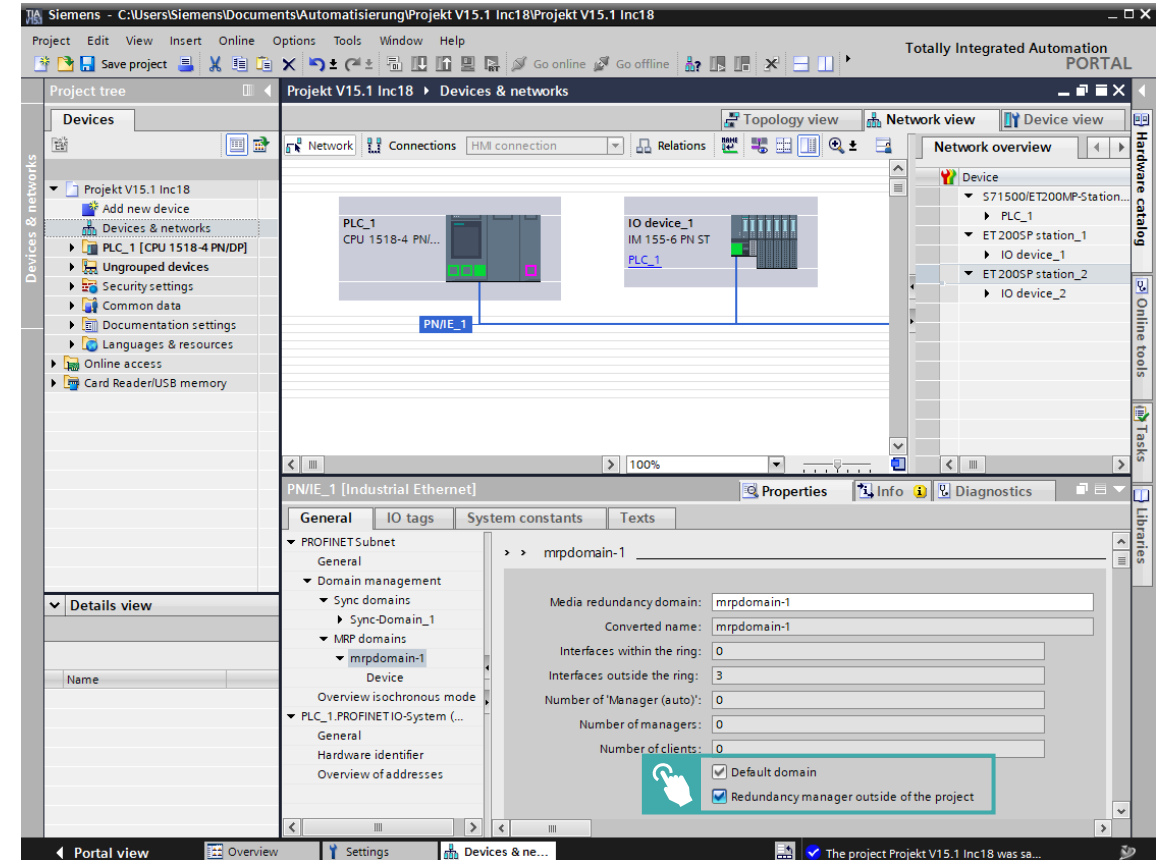 Siemens - C:\Users\Siemens\Documents\Automatisierung\Projekt V15.1 Inc18\Projekt V15.1 Inc18
Project Edit View Insert Online Options Tools Window Help
Totally Integrated Automation
PORTAL
Save project Go online Go offline
Project tree
Projekt V15.1 Inc18 Devices & networks
Devices
Topology view Network view Device view
Network Connections HMI connection Relations
Network overview
Devices & networks
Projekt V15.1 Inc18
Add new device
Devices & networks
PLC_1 [CPU 1518-4 PN/DP]
Ungrouped devices
Security settings
Common data
Documentation settings
Languages & resources
Online access
Card Reader/USB memory
PLC_1
CPU 1518-4 PN/...
IO device_1
IM 155-6 PN ST
PLC_1
PN/IE_1
Device
S71500/ET200MP-Station...
PLC_1
ET 200SP station_1
IO device_1
ET 200SP station_2
IO device_2
Hardware catalog
Online tools
Tasks
Libraries
100%
PN/IE_1 [Industrial Ethernet]
Properties Info Diagnostics
General IO tags System constants Texts
PROFINET Subnet
General
Domain management
Sync domains
Sync-Domain_1
MRP domains
mrpdomain-1
Device
Overview isochronous mode
PLC_1.PROFINET IO-System (...
General
Hardware identifier
Overview of addresses
> > mrpdomain-1
Media redundancy domain: mrpdomain-1
Converted name: mrpdomain-1
Interfaces within the ring: 0
Interfaces outside the ring: 3
Number of 'Manager (auto)': 0
Number of managers: 0
Number of clients: 0
Default domain
Redundancy manager outside of the project
Details view
Name
Portal view Overview Settings Devices & ne... The project Projekt V15.1 Inc18 was sa...